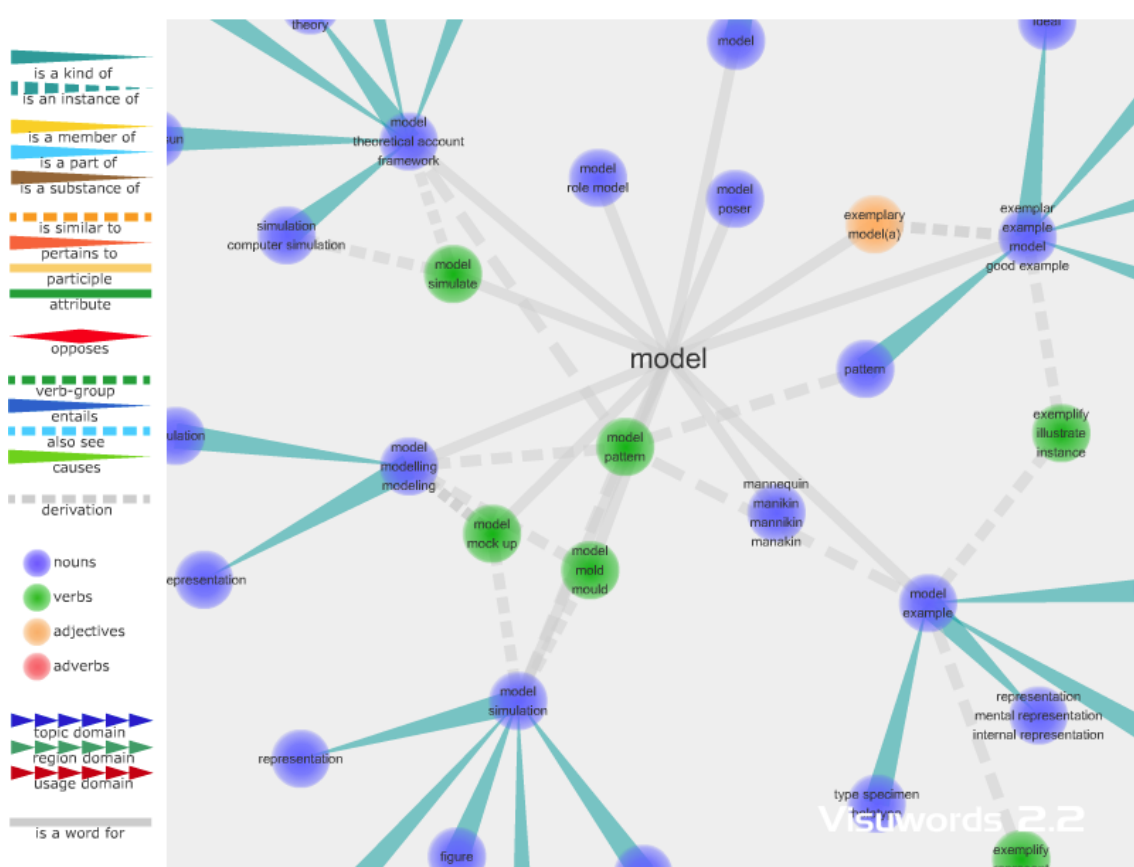 is a kind of
is an instance of
is a member of
is a part of
is a substance of
is similar to
pertains to
participle
attribute
opposes
verb-group
entails
also see
causes
derivation
nouns
verbs
adjectives
adverbs
topic domain
region domain
usage domain
is a word for
theory
model
theoretical account
framework
simulation
computer simulation
model
simulate
model
role model
model
model
poser
exemplary
model(a)
ideal
exemplar
example
model
good example
model
pattern
exemplify
illustrate
instance
model
modelling
modeling
model
pattern
model
mock up
model
mold
mould
mannequin
manikin
mannikin
manakin
epresentation
model
example
model
simulation
representation
figure
representation
mental representation
internal representation
type specimen
holotype
exemplify
Visuwords 2.2